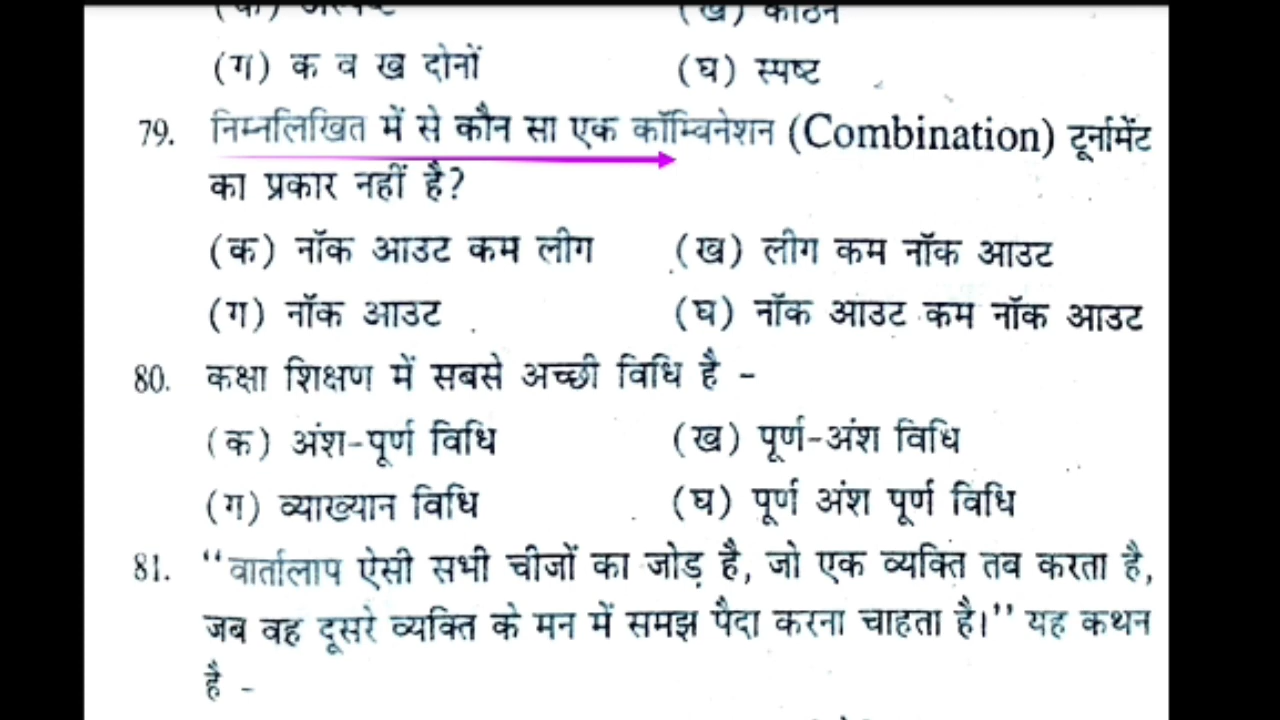 (ख) कठिन
(ग) क व ख दोनों (घ) स्पष्ट
79. निम्नलिखित में से कौन सा एक कॉम्विनेशन (Combination) टूर्नामेंट
का प्रकार नहीं है?
(क) नॉक आउट कम लीग (ख) लीग कम नॉक आउट
(ग) नॉक आउट (घ) नॉक आउट कम नॉक आउट
80. कक्षा शिक्षण में सबसे अच्छी विधि है -
(क) अंश-पूर्ण विधि (ख) पूर्ण-अंश विधि
(ग) व्याख्यान विधि (घ) पूर्ण अंश पूर्ण विधि
81. ‘‘वार्तालाप ऐसी सभी चीजों का जोड़ है, जो एक व्यक्ति तब करता है,
जब वह दूसरे व्यक्ति के मन में समझ पैदा करना चाहता है।’’ यह कथन
है -